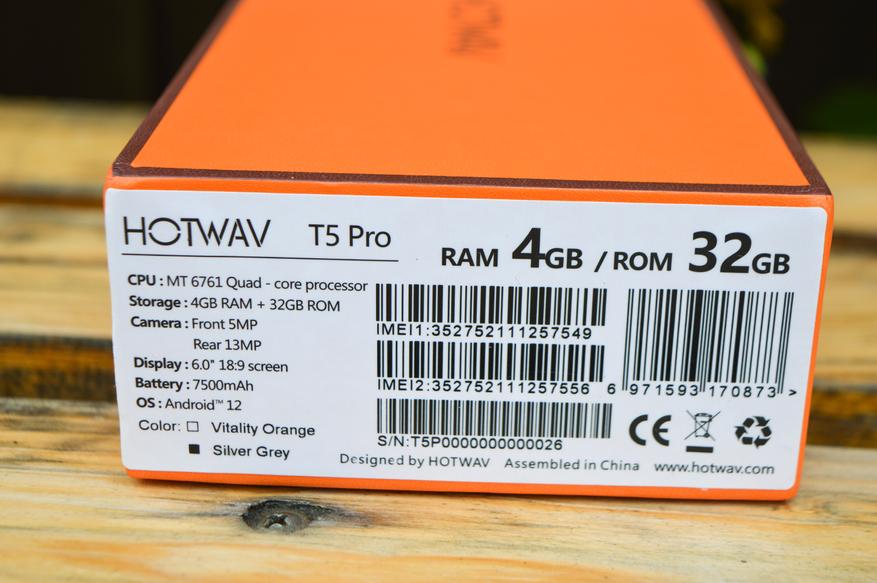 HOTWAV
HOTWAV T5 Pro
RAM 4GB / ROM 32GB
CPU : MT 6761 Quad - core processor
Storage : 4GB RAM + 32GB ROM
Camera : Front 5MP
Rear 13MP
Display : 6.0" 18:9 screen
Battery : 7500mAh
OS : Android™ 12
Color: □ Vitality Orange
■ Silver Grey
IMEI1:352752111257549
IMEI2:352752111257556
S/N:T5P0000000000026
6 971593 170873 >
CE
Designed by HOTWAV Assembled in China www.hotwav.com